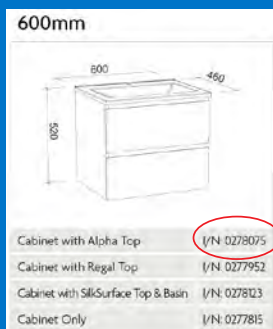 600mm
600
460
520
Cabinet with Alpha Top I/N: 0278075
Cabinet with Regal Top I/N: 0277952
Cabinet with SilkSurface Top & Basin I/N: 0278123
Cabinet Only I/N: 0277815